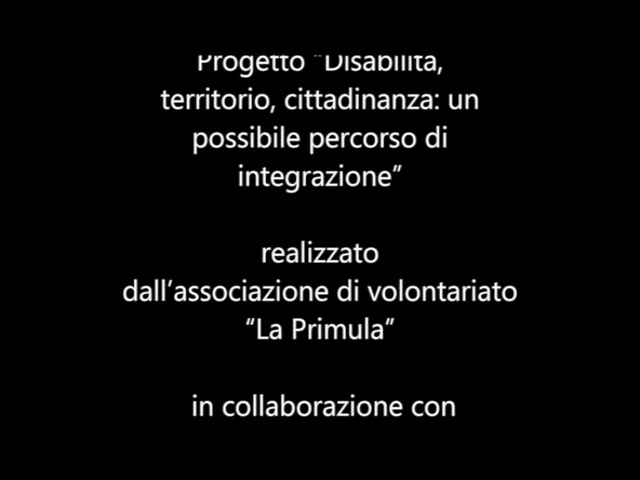 Progetto "Disabilità,
territorio, cittadinanza: un
possibile percorso di
integrazione”
realizzato
dall’associazione di volontariato
“La Primula”
in collaborazione con